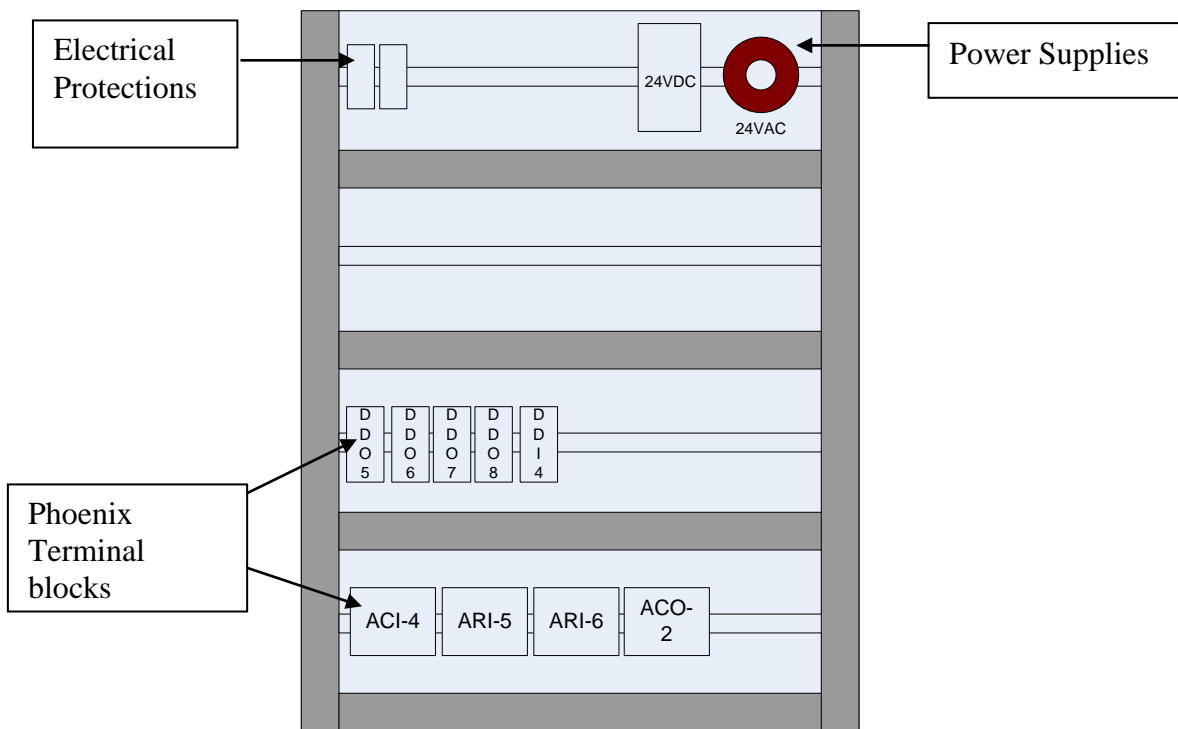 Electrical
Protections
Power Supplies
24VDC
24VAC
D
D
O
5
D
D
O
6
D
D
O
7
D
D
O
8
D
D
I
4
Phoenix
Terminal
blocks
ACI-4
ARI-5
ARI-6
ACO-
2